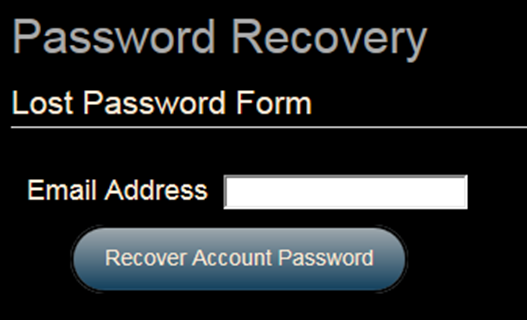 Password Recovery
Lost Password Form
Email Address
Recover Account Password